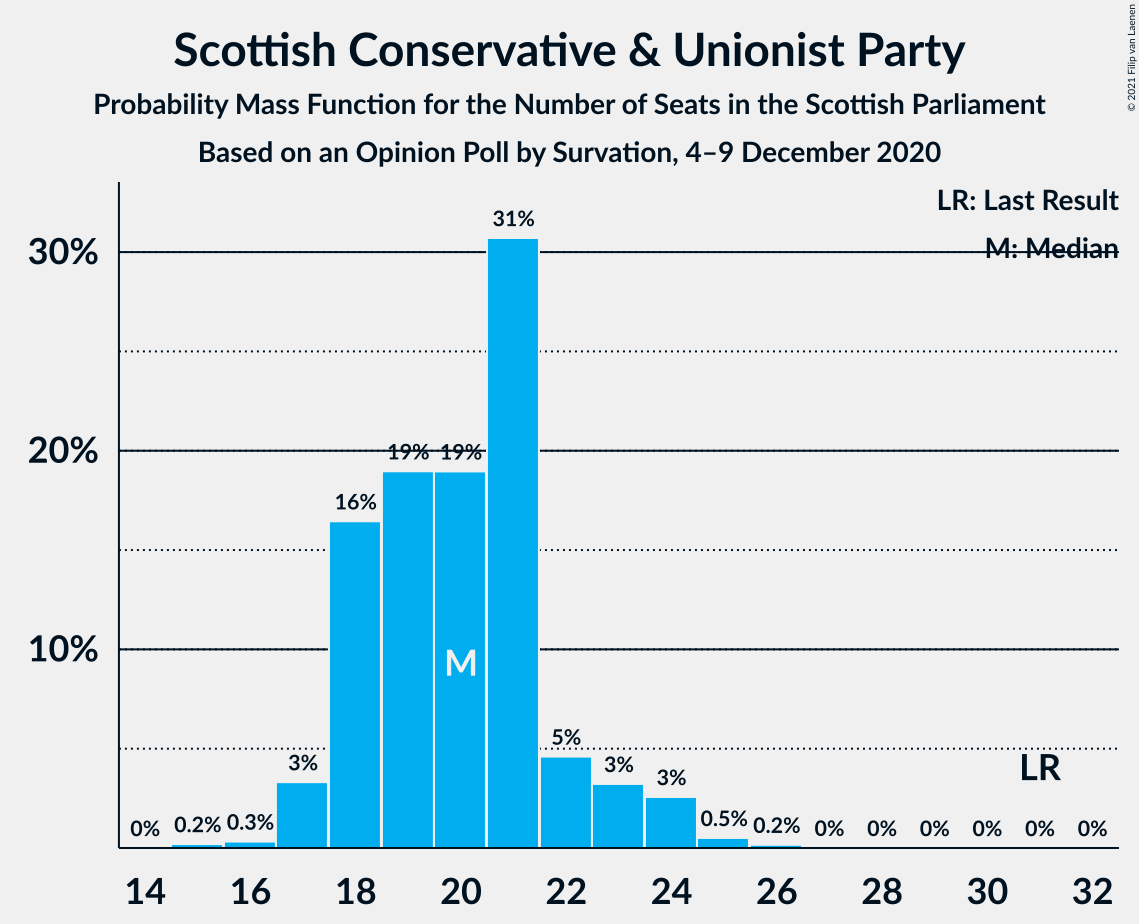 Scottish Conservative & Unionist Party
Probability Mass Function for the Number of Seats in the Scottish Parliament
Based on an Opinion Poll by Survation, 4–9 December 2020
© 2021 Filip van Laenen
LR: Last Result
M: Median
30%
20%
10%
0%
0.2%
0.3%
3%
16%
19%
19%
31%
5%
3%
3%
0.5%
0.2%
0%
0%
0%
0%
0%
0%
M
LR
14 16 18 20 22 24 26 28 30 32